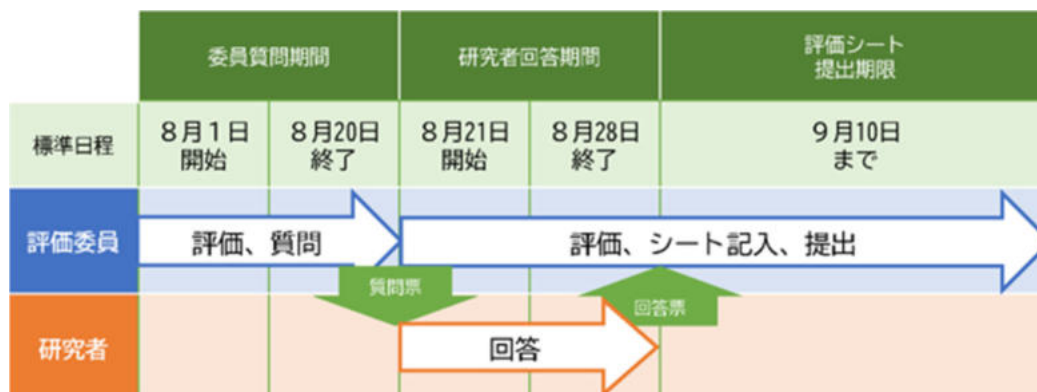 委員質問期間
研究者回答期間
評価シート
提出期限
標準日程
８月１日
開始
８月20日
終了
８月21日
開始
８月28日
終了
９月10日
まで
評価委員
評価、質問
評価、シート記入、提出
質問票
回答票
研究者
回答